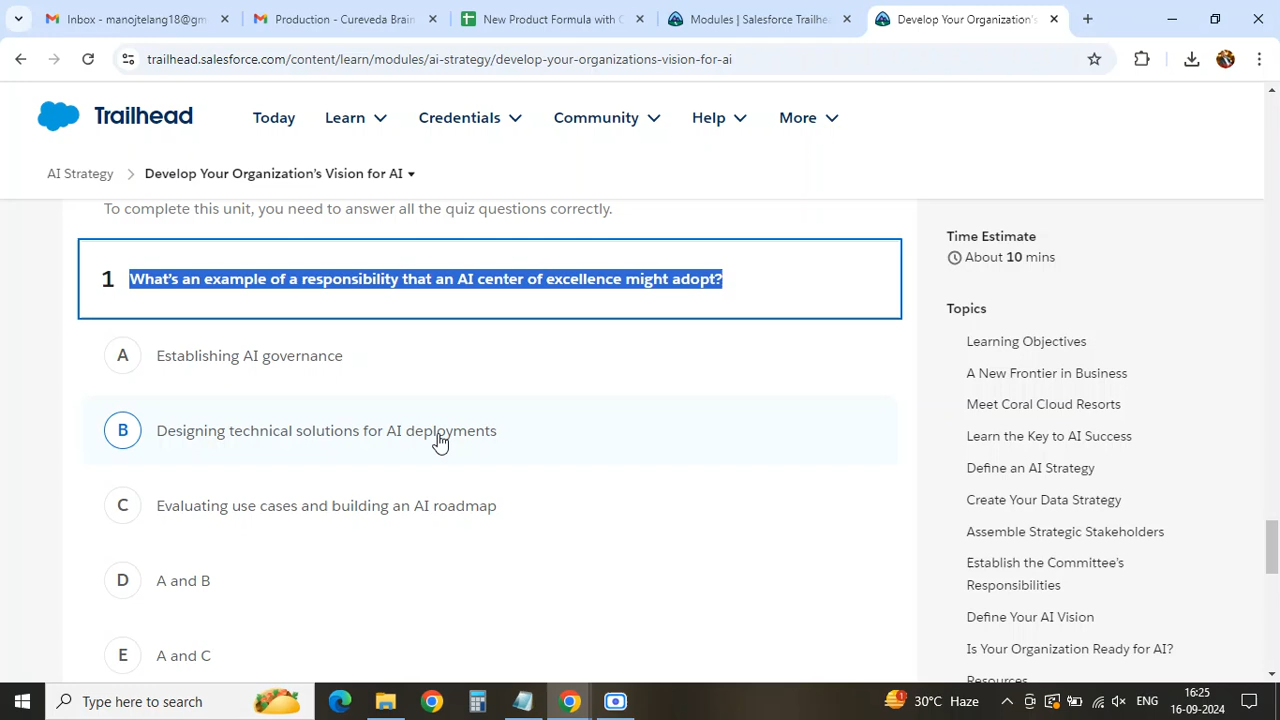 Inbox - manojtelang18@gm
Production - Cureveda Brain
New Product Formula with C
Modules | Salesforce Trailhea
Develop Your Organization's
trailhead.salesforce.com/content/learn/modules/ai-strategy/develop-your-organizations-vision-for-ai
Trailhead
Today
Learn
Credentials
Community
Help
More
AI Strategy
Develop Your Organization's Vision for AI
To complete this unit, you need to answer all the quiz questions correctly.
1 What's an example of a responsibility that an AI center of excellence might adopt?
A Establishing AI governance
B Designing technical solutions for AI deployments
C Evaluating use cases and building an AI roadmap
D A and B
E A and C
Time Estimate
About 10 mins
Topics
Learning Objectives
A New Frontier in Business
Meet Coral Cloud Resorts
Learn the Key to AI Success
Define an AI Strategy
Create Your Data Strategy
Assemble Strategic Stakeholders
Establish the Committee's
Responsibilities
Define Your AI Vision
Is Your Organization Ready for AI?
Resources
Type here to search
1
30°C Haze
ENG
16:25
16-09-2024